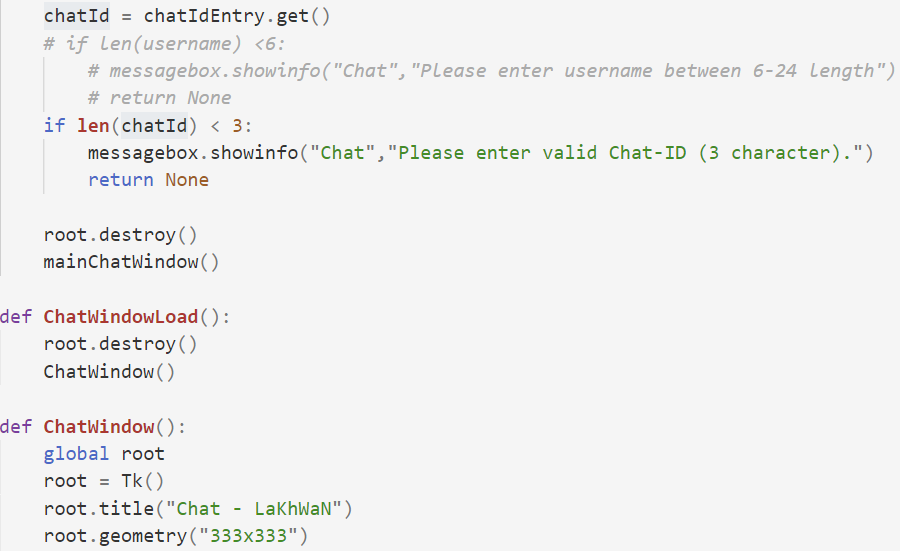 chatId = chatIdEntry.get()
# if len(username) <6:
# messagebox.showinfo("Chat","Please enter username between 6-24 length")
# return None
if len(chatId) < 3:
messagebox.showinfo("Chat","Please enter valid Chat-ID (3 character).")
return None
root.destroy()
mainChatWindow()
def ChatWindowLoad():
root.destroy()
ChatWindow()
def ChatWindow():
global root
root = Tk()
root.title("Chat - LaKhWaN")
root.geometry("333x333")